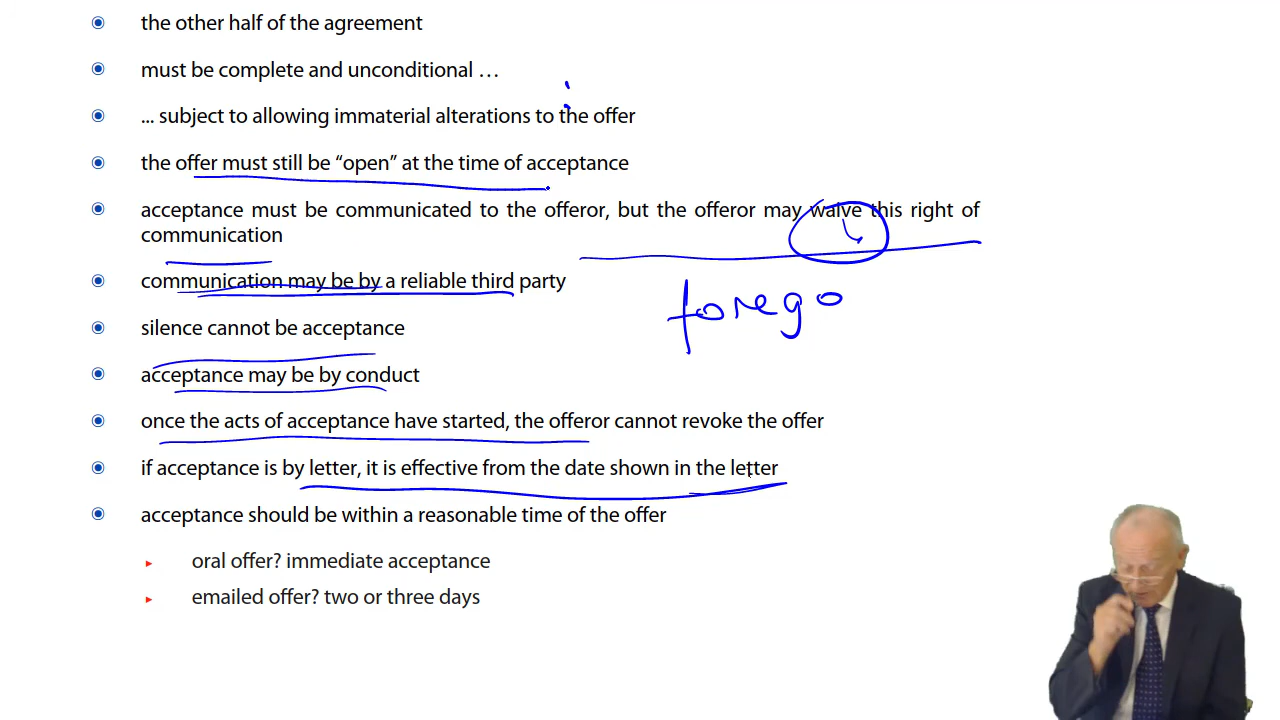 the other half of the agreement
must be complete and unconditional …
... subject to allowing immaterial alterations to the offer
the offer must still be “open” at the time of acceptance
acceptance must be communicated to the offeror, but the offeror may waive this right of
communication
communication may be by a reliable third party
forego
silence cannot be acceptance
acceptance may be by conduct
once the acts of acceptance have started, the offeror cannot revoke the offer
if acceptance is by letter, it is effective from the date shown in the letter
acceptance should be within a reasonable time of the offer
oral offer? immediate acceptance
emailed offer? two or three days